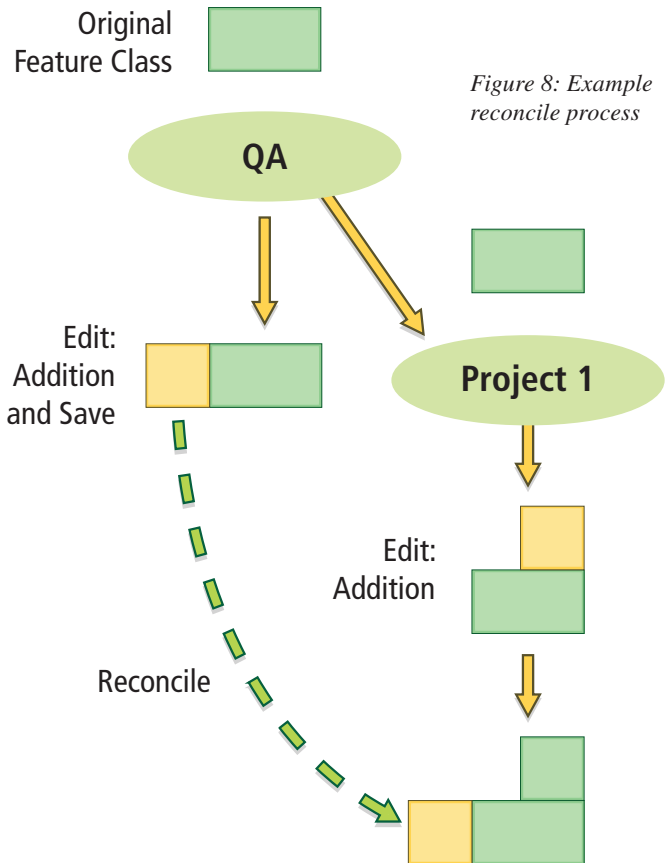 Original
Feature Class
Figure 8: Example
reconcile process
QA
Edit:
Addition
and Save
Project 1
Edit:
Addition
Reconcile